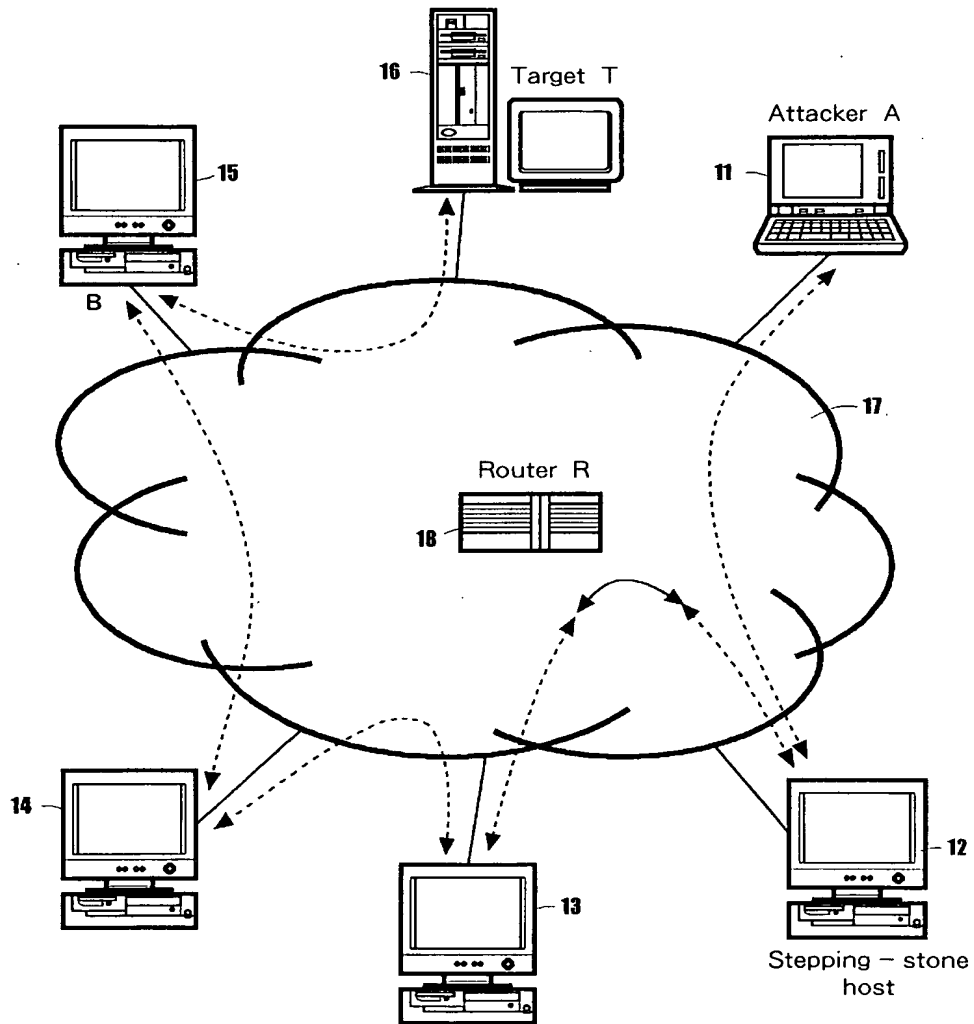 16
Target T
Attacker A
15
11
B
17
Router R
18
14
12
13
Stepping - stone
host